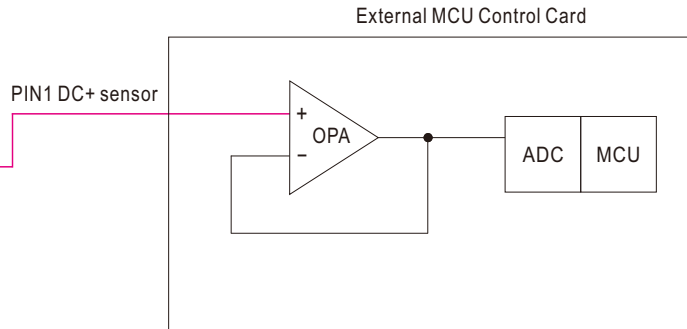 External MCU Control Card
PIN1 DC+ sensor
+
OPA
−
ADC MCU